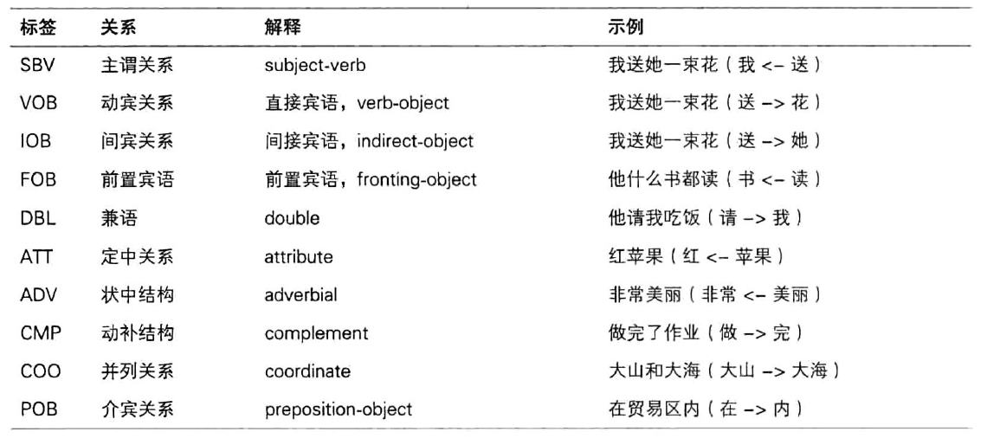 标签 关系 解释 示例
SBV 主谓关系 subject-verb 我送她一束花(我 <- 送)
VOB 动宾关系 直接宾语,verb-object 我送她一束花(送 -> 花)
IOB 间宾关系 间接宾语,indirect-object 我送她一束花(送 -> 她)
FOB 前置宾语 前置宾语,fronting-object 他什么书都读(书 <- 读)
DBL 兼语 double 他请我吃饭(请 -> 我)
ATT 定中关系 attribute 红苹果(红 <- 苹果)
ADV 状中结构 adverbial 非常美丽(非常 <- 美丽)
CMP 动补结构 complement 做完了作业(做 -> 完)
COO 并列关系 coordinate 大山和大海(大山 -> 大海)
POB 介宾关系 preposition-object 在贸易区内(在 -> 内)